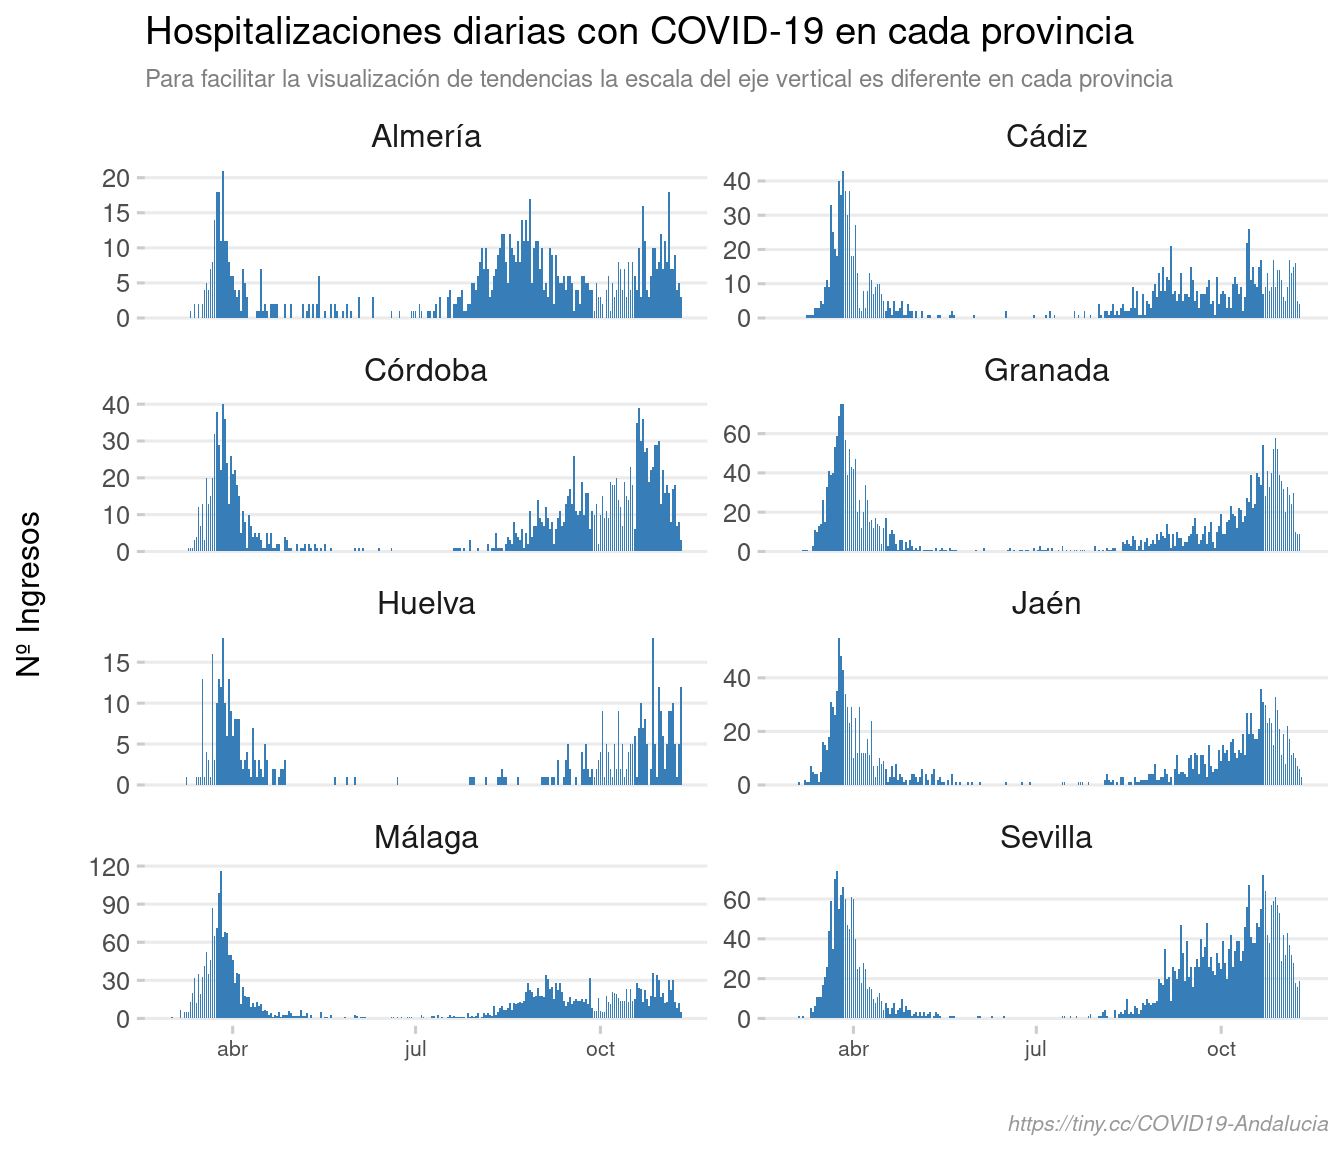 Hospitalizaciones diarias con COVID-19 en cada provincia
Para facilitar la visualización de tendencias la escala del eje vertical es diferente en cada provincia
Nº Ingresos
Almería
20
15
10
5
0
Cádiz
40
30
20
10
0
Córdoba
40
30
20
10
0
Granada
60
40
20
0
Huelva
15
10
5
0
Jaén
40
20
0
Málaga
120
90
60
30
0
abr jul oct
Sevilla
60
40
20
0
abr jul oct
https://tiny.cc/COVID19-Andalucia